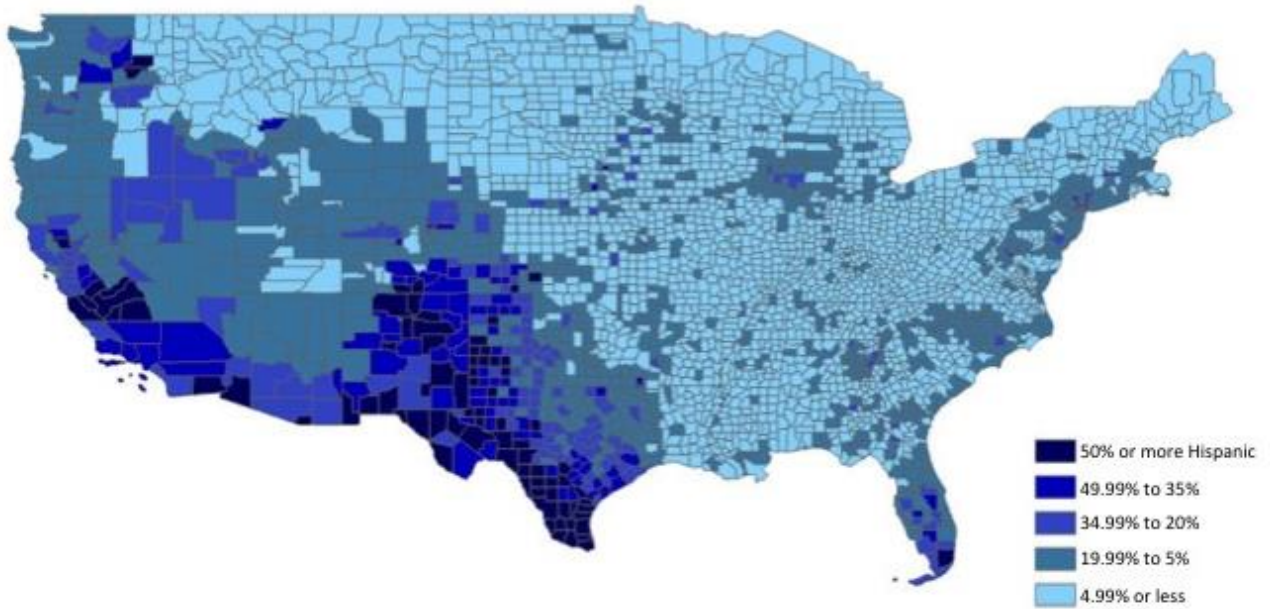 50% or more Hispanic
49.99% to 35%
34.99% to 20%
19.99% to 5%
4.99% or less